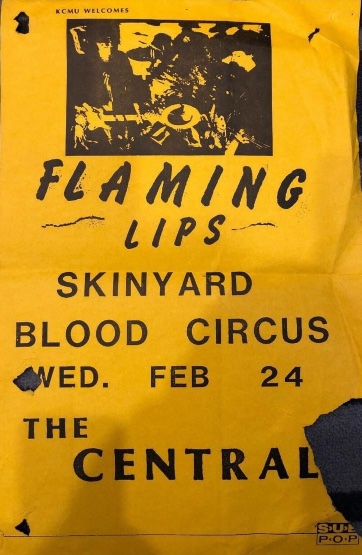 KCMU WELCOMES
FLAMING
LIPS
SKINYARD
BLOOD CIRCUS
WED. FEB 24
THE
CENTRAL
SUB
POP